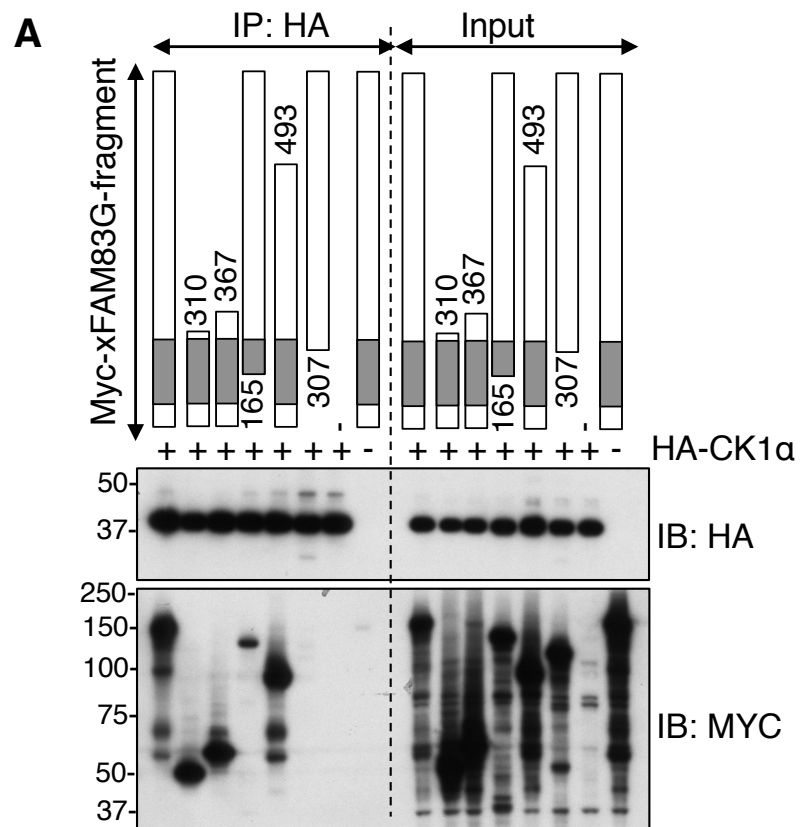 A
IP: HA
Input
Myc-xFAM83G-fragment
310
367
165
493
307
-
310
367
165
493
307
-
+ + + + + + + -
+ + + + + + + -
HA-CK1α
50-
37-
IB: HA
250-
150-
100-
75-
50-
37-
IB: MYC